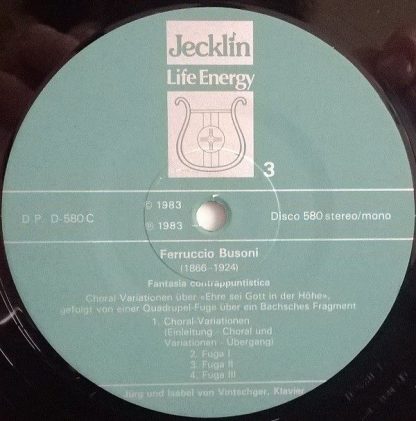 Jecklin
Life Energy
3
D.P. D-580 C
© 1983
℗ 1983
Disco 580 stereo/mono
Ferruccio Busoni
(1866-1924)
Fantasia contrappuntistica
Choral Variationen über «Ehre sei Gott in der Höhe»,
gefolgt von einer Quadrupel-Fuge über ein Bachsches Fragment
1. Choral-Variationen
(Einleitung - Choral und
Variationen - Übergang)
2. Fuga I
3. Fuga II
4. Fuga III
Jürg und Isabel von Vintschger, Klavier